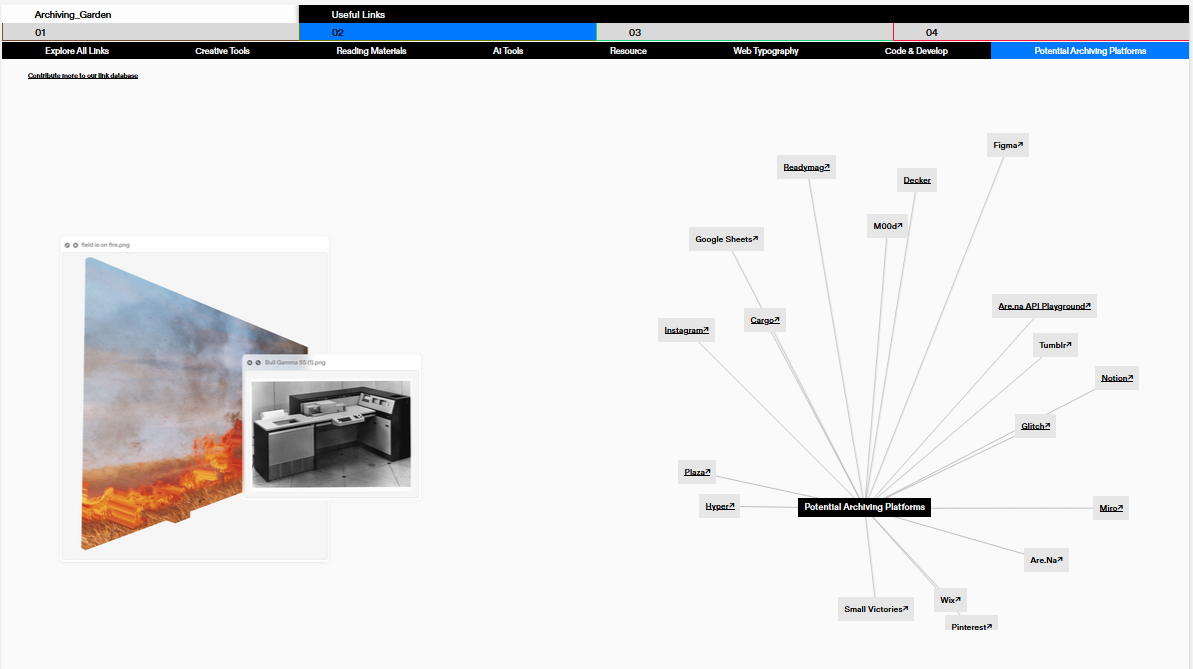 Archiving_Garden
Useful Links
01
02
03
04
Explore All Links
Creative Tools
Reading Materials
AI Tools
Resource
Web Typography
Code & Develop
Potential Archiving Platforms
Contribute more to our link database
Figma↗
Readymag↗
Decker
M00d↗
Google Sheets↗
field is on fire.png
Are.na API Playground↗
Cargo↗
Instagram↗
Tumblr↗
Bull Gamma 55 (1).png
Notion↗
Glitch↗
Plaza↗
Hyper↗
Potential Archiving Platforms
Miro↗
Are.Na↗
Wix↗
Small Victories↗
Pinterest↗